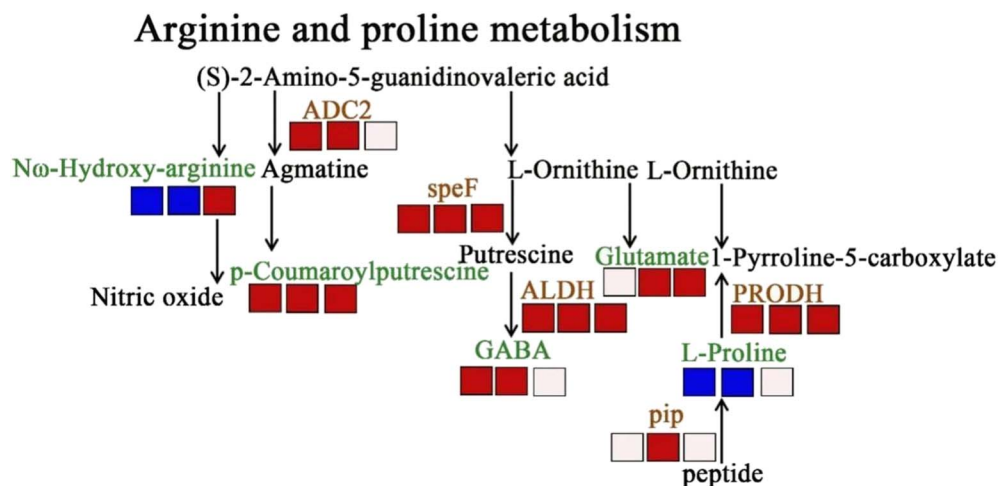 Arginine and proline metabolism
(S)-2-Amino-5-guanidinovaleric acid
ADC2
Nω-Hydroxy-arginine Agmatine L-Ornithine L-Ornithine
speF
Putrescine Glutamate 1-Pyrroline-5-carboxylate
p-Coumaroylputrescine
Nitric oxide ALDH PRODH
GABA L-Proline
pip
peptide